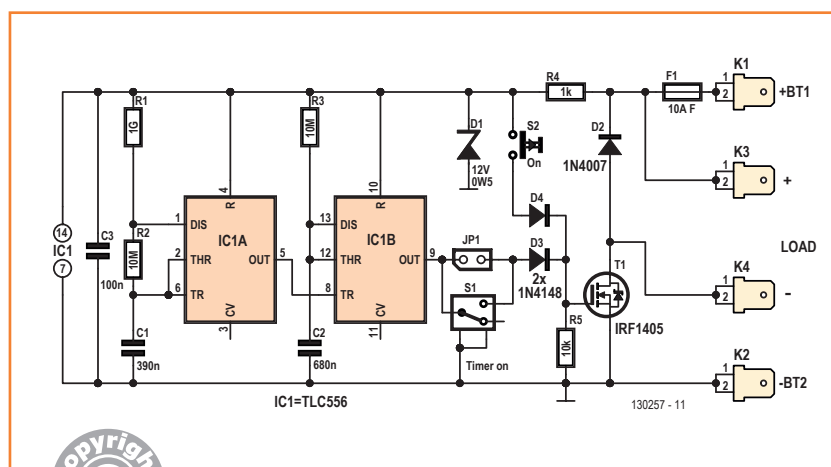 K1
R4
F1
1
2
+BT1
1k
10A F
R1
1G
R3
10M
D1
12V
0W5
S2
On
D2
1N4007
K3
1
2
+
4
R
10
R
D4
1
DIS
13
DIS
14
IC1
7
R2
10M
C3
100n
2
THR
IC1A
OUT
5
12
THR
IC1B
OUT
9
JP1
D3
2x
1N4148
LOAD
6
TR
8
TR
T1
IRF1405
K4
1
2
-
CV
3
CV
11
S1
R5
10k
C1
390n
C2
680n
Timer on
K2
1
2
-BT2
IC1=TLC556
130257 - 11
copyright